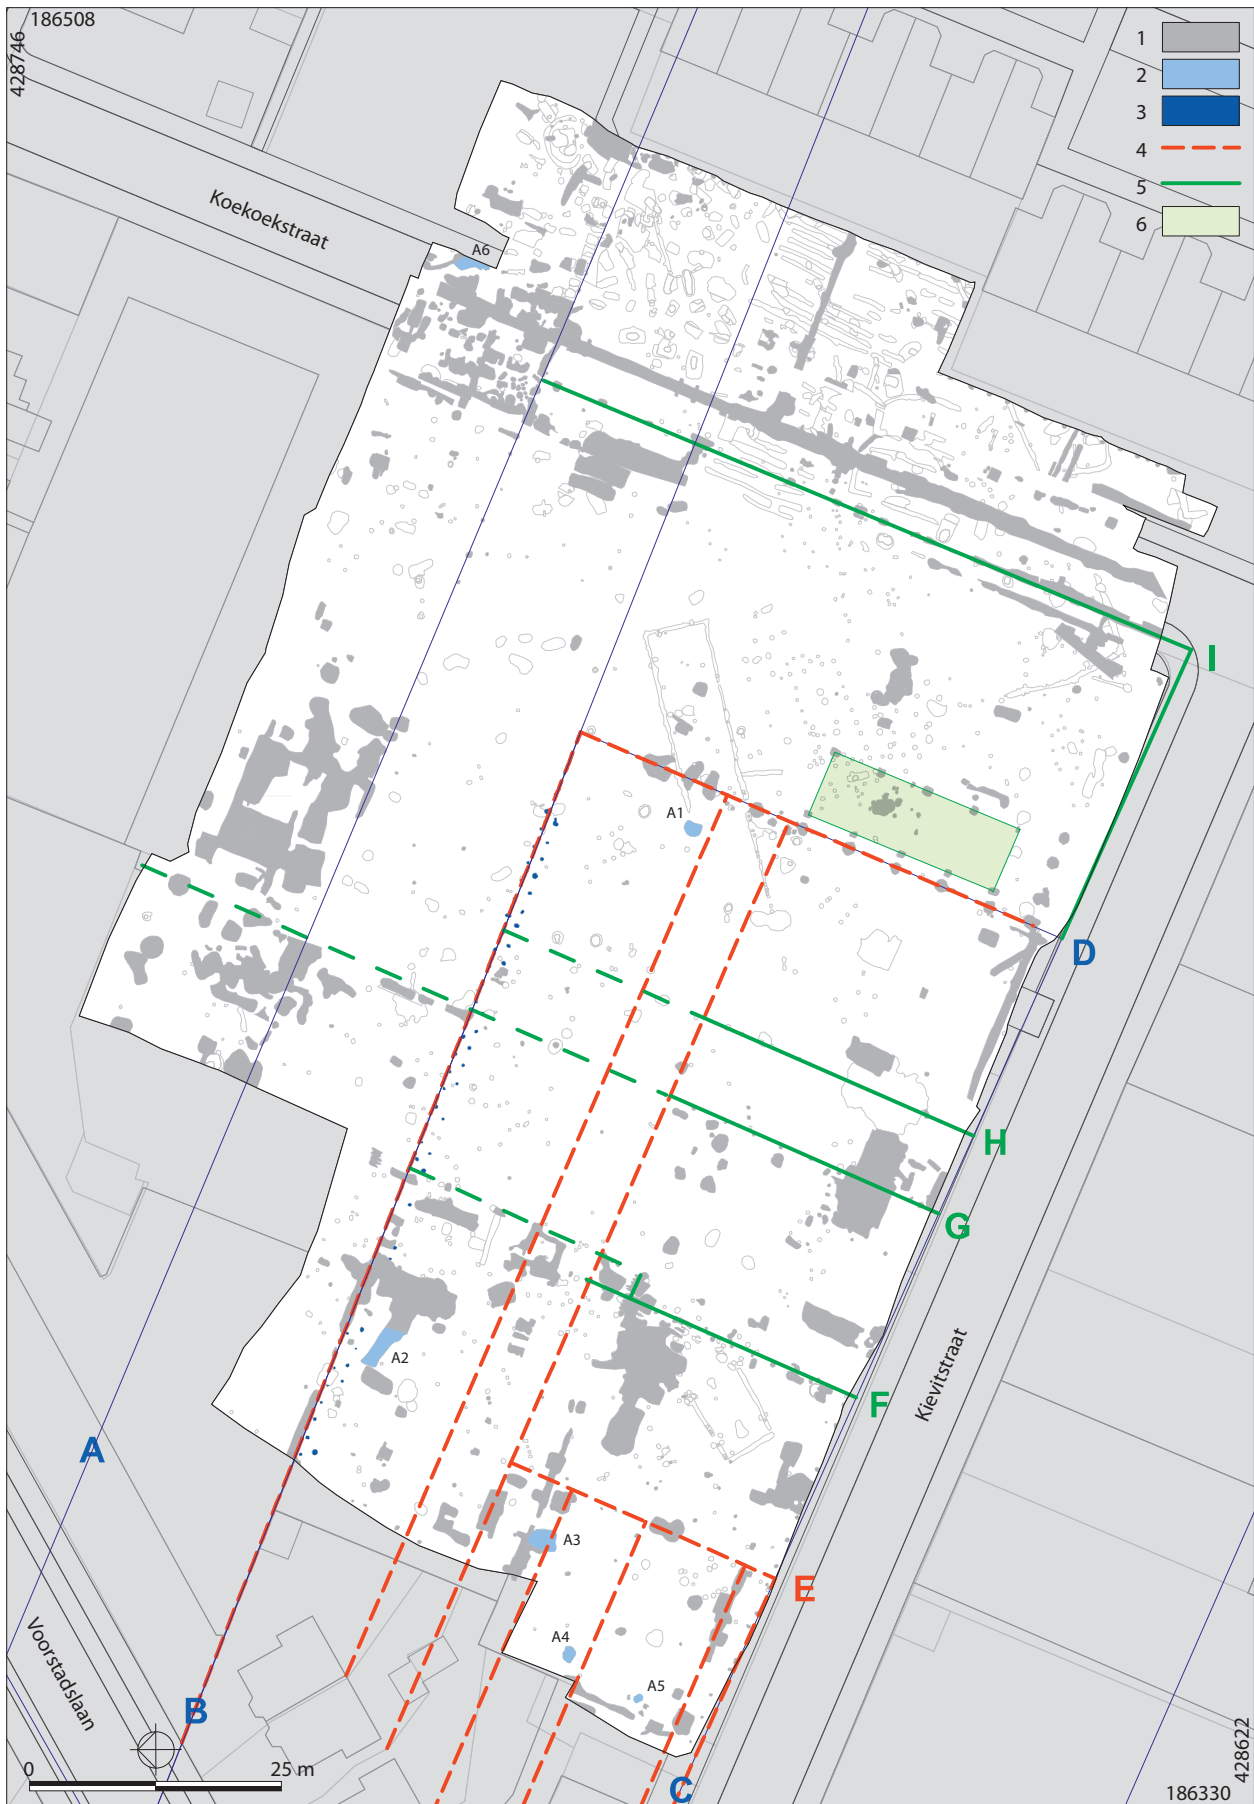 186508
428746
1
2
3
4
5
6
Koekoekstraat
A6
I
A1
D
H
G
A2
F
Kievitstraat
A
A3
E
A4
A5
Voorstadslaan
B
C
0
25 m
428622
186330